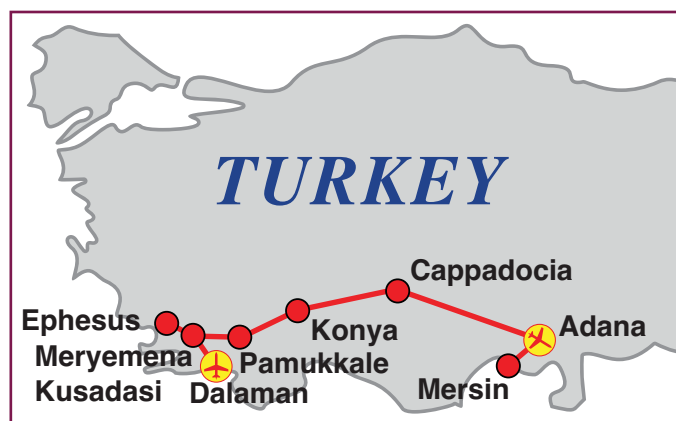 TURKEY
Cappadocia
Ephesus
Konya
Adana
Meryemena
Pamukkale
Kusadasi
Dalaman
Mersin